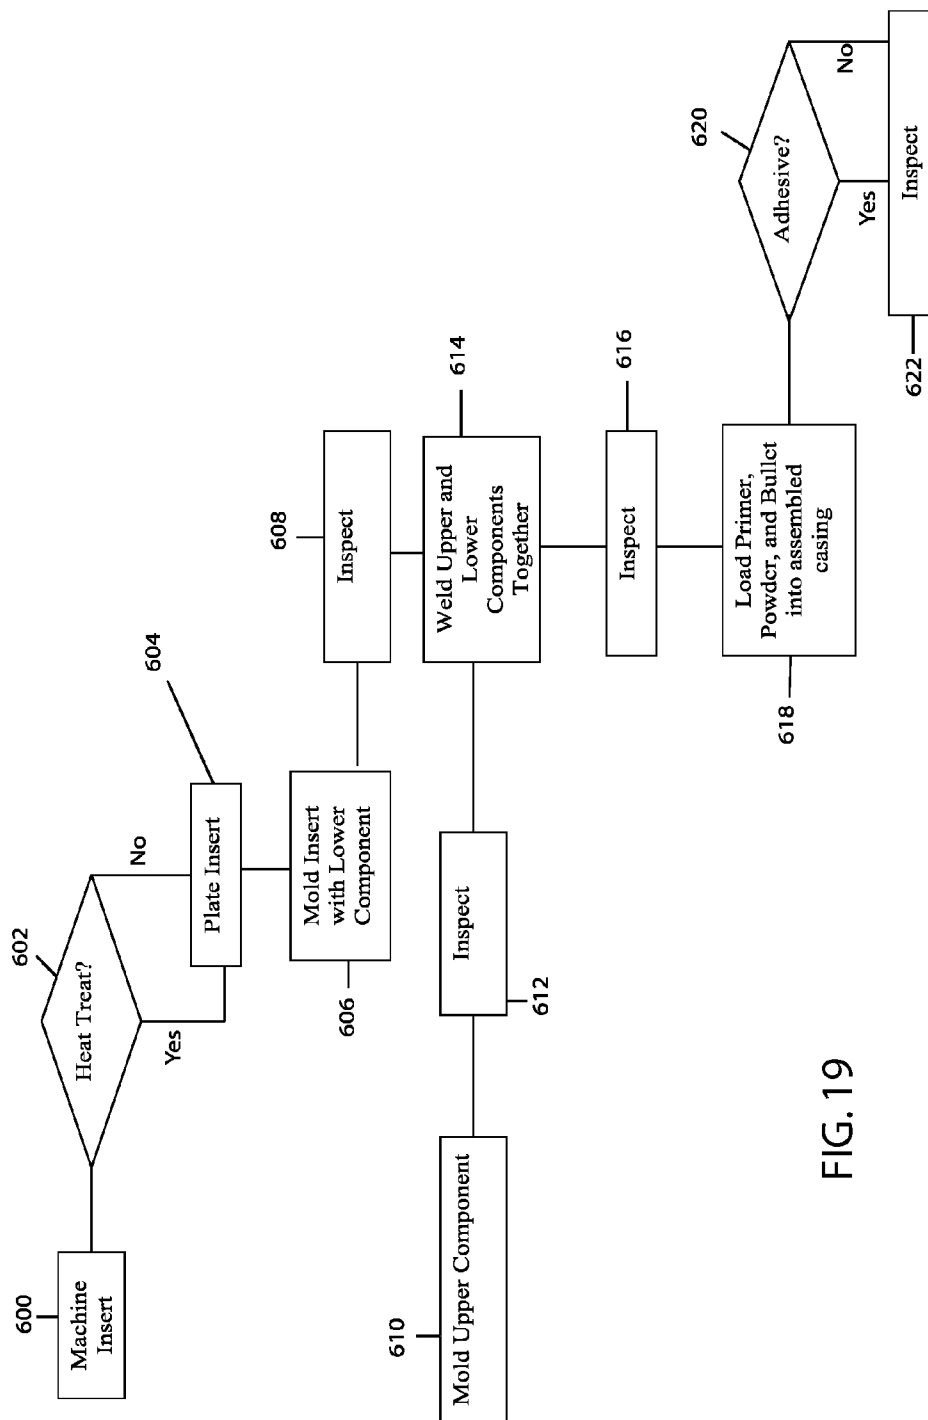 600
Machine
Insert
602
Heat Treat?
Yes
No
604
Plate Insert
606
Mold Insert
with Lower
Component
608
Inspect
610
Mold Upper Component
612
Inspect
614
Weld Upper and
Lower
Components
Together
616
Inspect
618
Load Primer,
Powder, and Bullet
into assembled
casing
620
Adhesive?
Yes
No
622
Inspect
FIG. 19